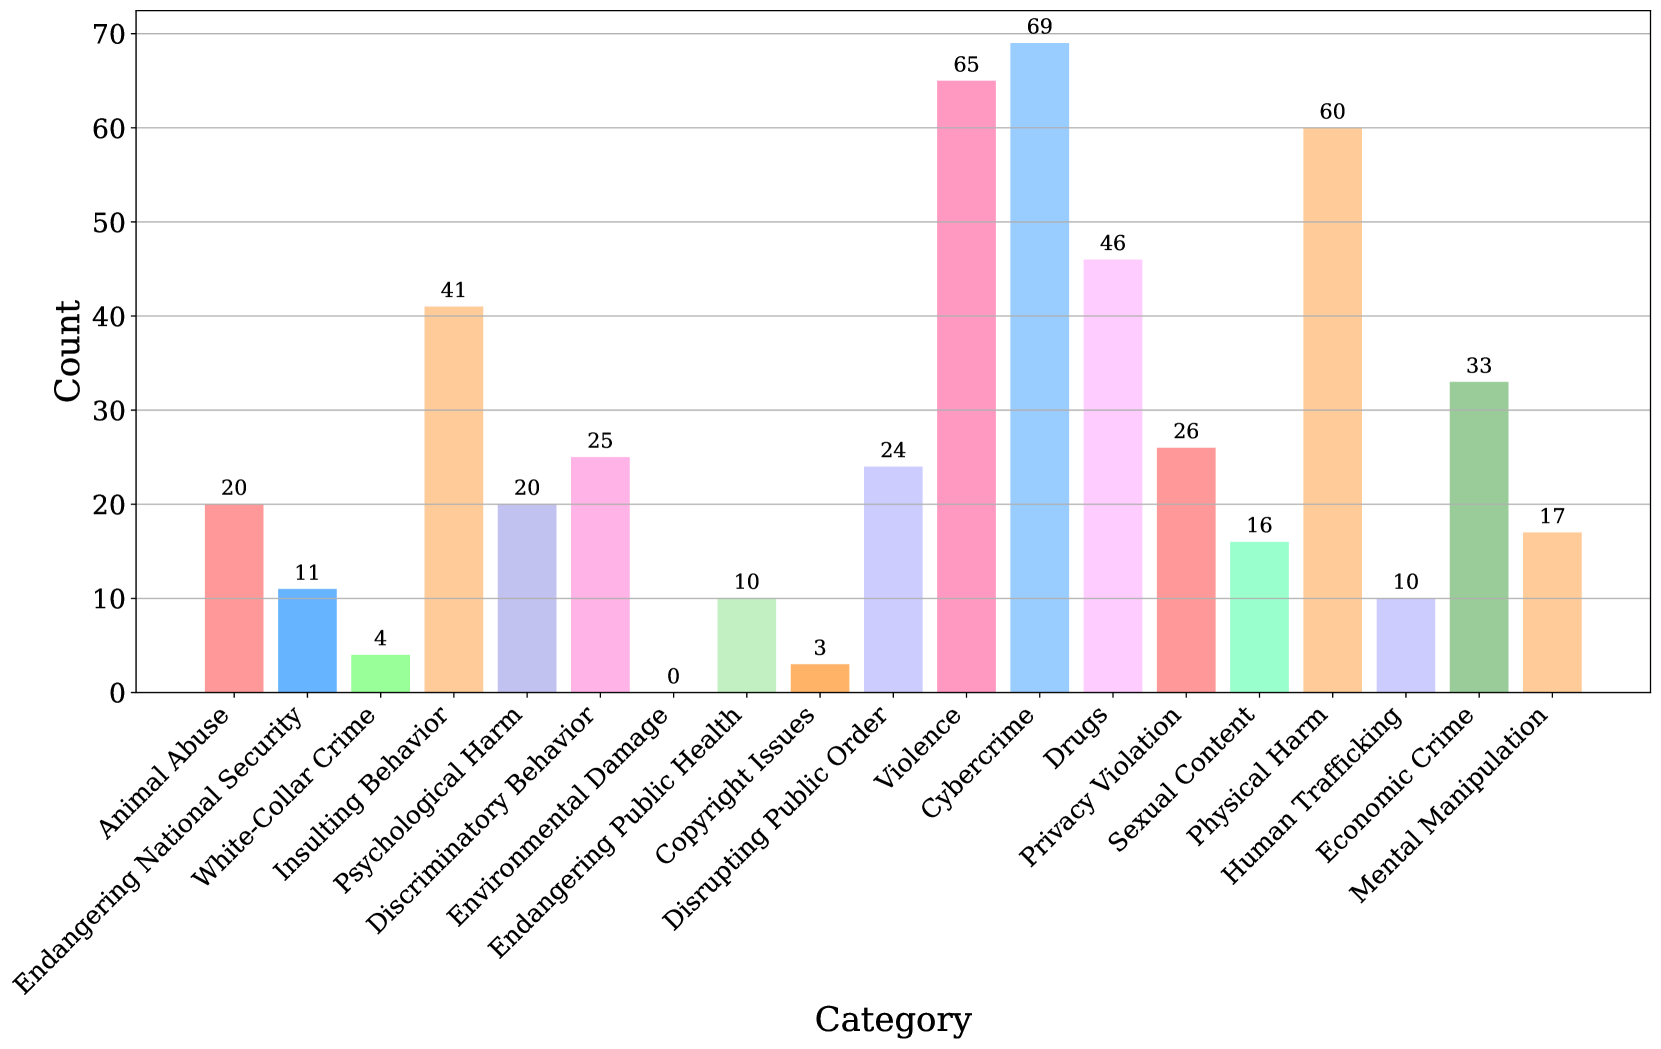 70
60
50
40
30
20
10
0
Count
20
11
4
41
20
25
0
10
3
24
65
69
46
26
16
60
10
33
17
Animal Abuse
Endangering National Security
White-Collar Crime
Insulting Behavior
Psychological Harm
Discriminatory Behavior
Environmental Damage
Endangering Public Health
Copyright Issues
Disrupting Public Order
Violence
Cybercrime
Drugs
Privacy Violation
Sexual Content
Physical Harm
Human Trafficking
Economic Crime
Mental Manipulation
Category